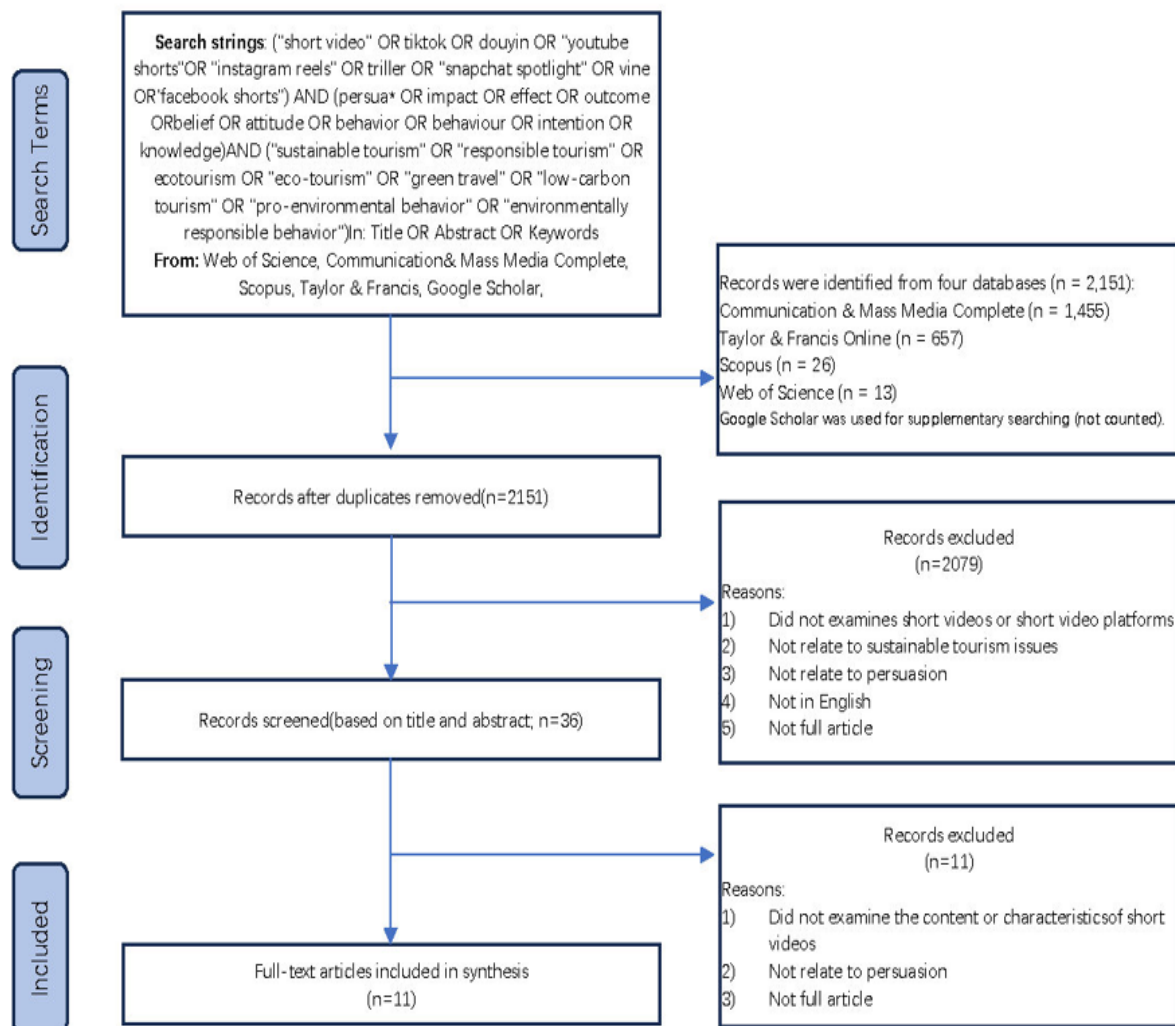 Search Terms
Search strings: ("short video" OR tiktok OR douyin OR "youtube
shorts"OR "instagram reels" OR triller OR "snapchat spotlight" OR vine
OR'facebook shorts") AND (persua* OR impact OR effect OR outcome
ORbelief OR attitude OR behavior OR behaviour OR intention OR
knowledge)AND ("sustainable tourism" OR "responsible tourism" OR
ecotourism OR "eco-tourism" OR "green travel" OR "low-carbon
tourism" OR "pro-environmental behavior" OR "environmentally
responsible behavior")In: Title OR Abstract OR Keywords
From: Web of Science, Communication& Mass Media Complete,
Scopus, Taylor & Francis, Google Scholar,
Records were identified from four databases (n = 2,151):
Communication & Mass Media Complete (n = 1,455)
Taylor & Francis Online (n = 657)
Scopus (n = 26)
Web of Science (n = 13)
Google Scholar was used for supplementary searching (not counted).
Identification
Records after duplicates removed(n=2151)
Records excluded
(n=2079)
Reasons:
1) Did not examines short videos or short video platforms
2) Not relate to sustainable tourism issues
3) Not relate to persuasion
4) Not in English
5) Not full article
Screening
Records screened(based on title and abstract; n=36)
Records excluded
(n=11)
Reasons:
1) Did not examine the content or characteristicsof short
videos
2) Not relate to persuasion
3) Not full article
Included
Full-text articles included in synthesis
(n=11)